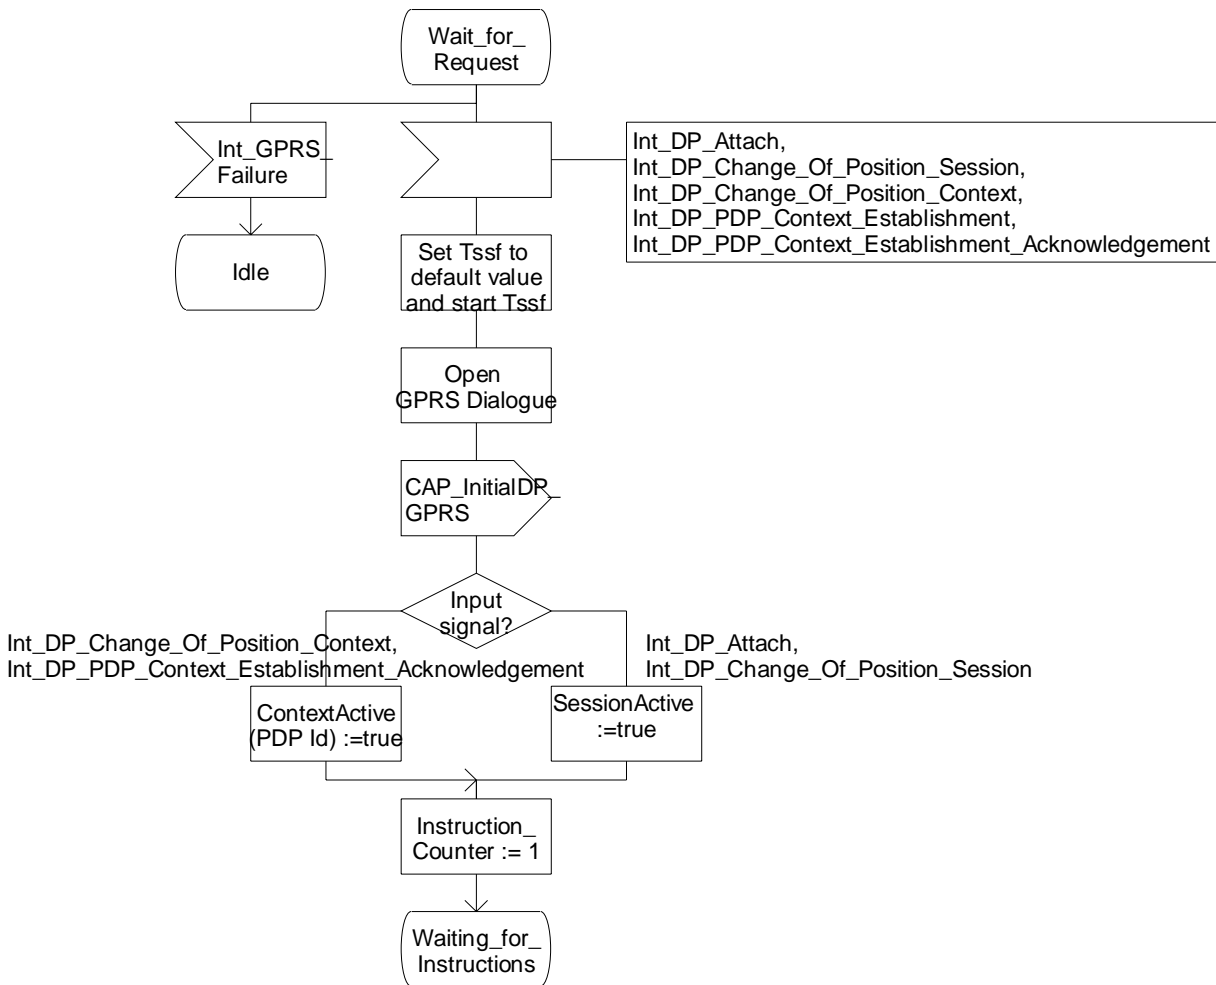 Wait_for_
Request
Int_GPRS_
Failure
Int_DP_Attach,
Int_DP_Change_Of_Position_Session,
Int_DP_Change_Of_Position_Context,
Int_DP_PDP_Context_Establishment,
Int_DP_PDP_Context_Establishment_Acknowledgement
Idle
Set Tssf to
default value
and start Tssf
Open
GPRS Dialogue
CAP_InitialDP_
GPRS
Input
signal?
Int_DP_Change_Of_Position_Context,
Int_DP_PDP_Context_Establishment_Acknowledgement
Int_DP_Attach,
Int_DP_Change_Of_Position_Session
ContextActive
(PDP Id) :=true
SessionActive
:=true
Instruction_
Counter := 1
Waiting_for_
Instructions